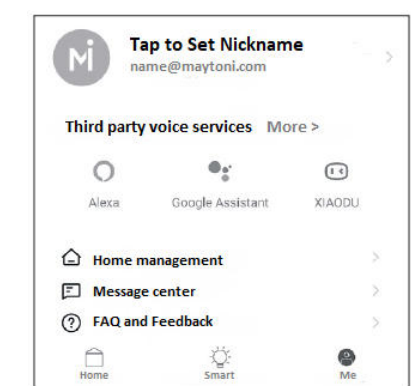 Mi
Tap to Set Nickname
name@maytoni.com
Third party voice services More >
Alexa Google Assistant XIAODU
Home management
Message center
FAQ and Feedback
Home Smart Me